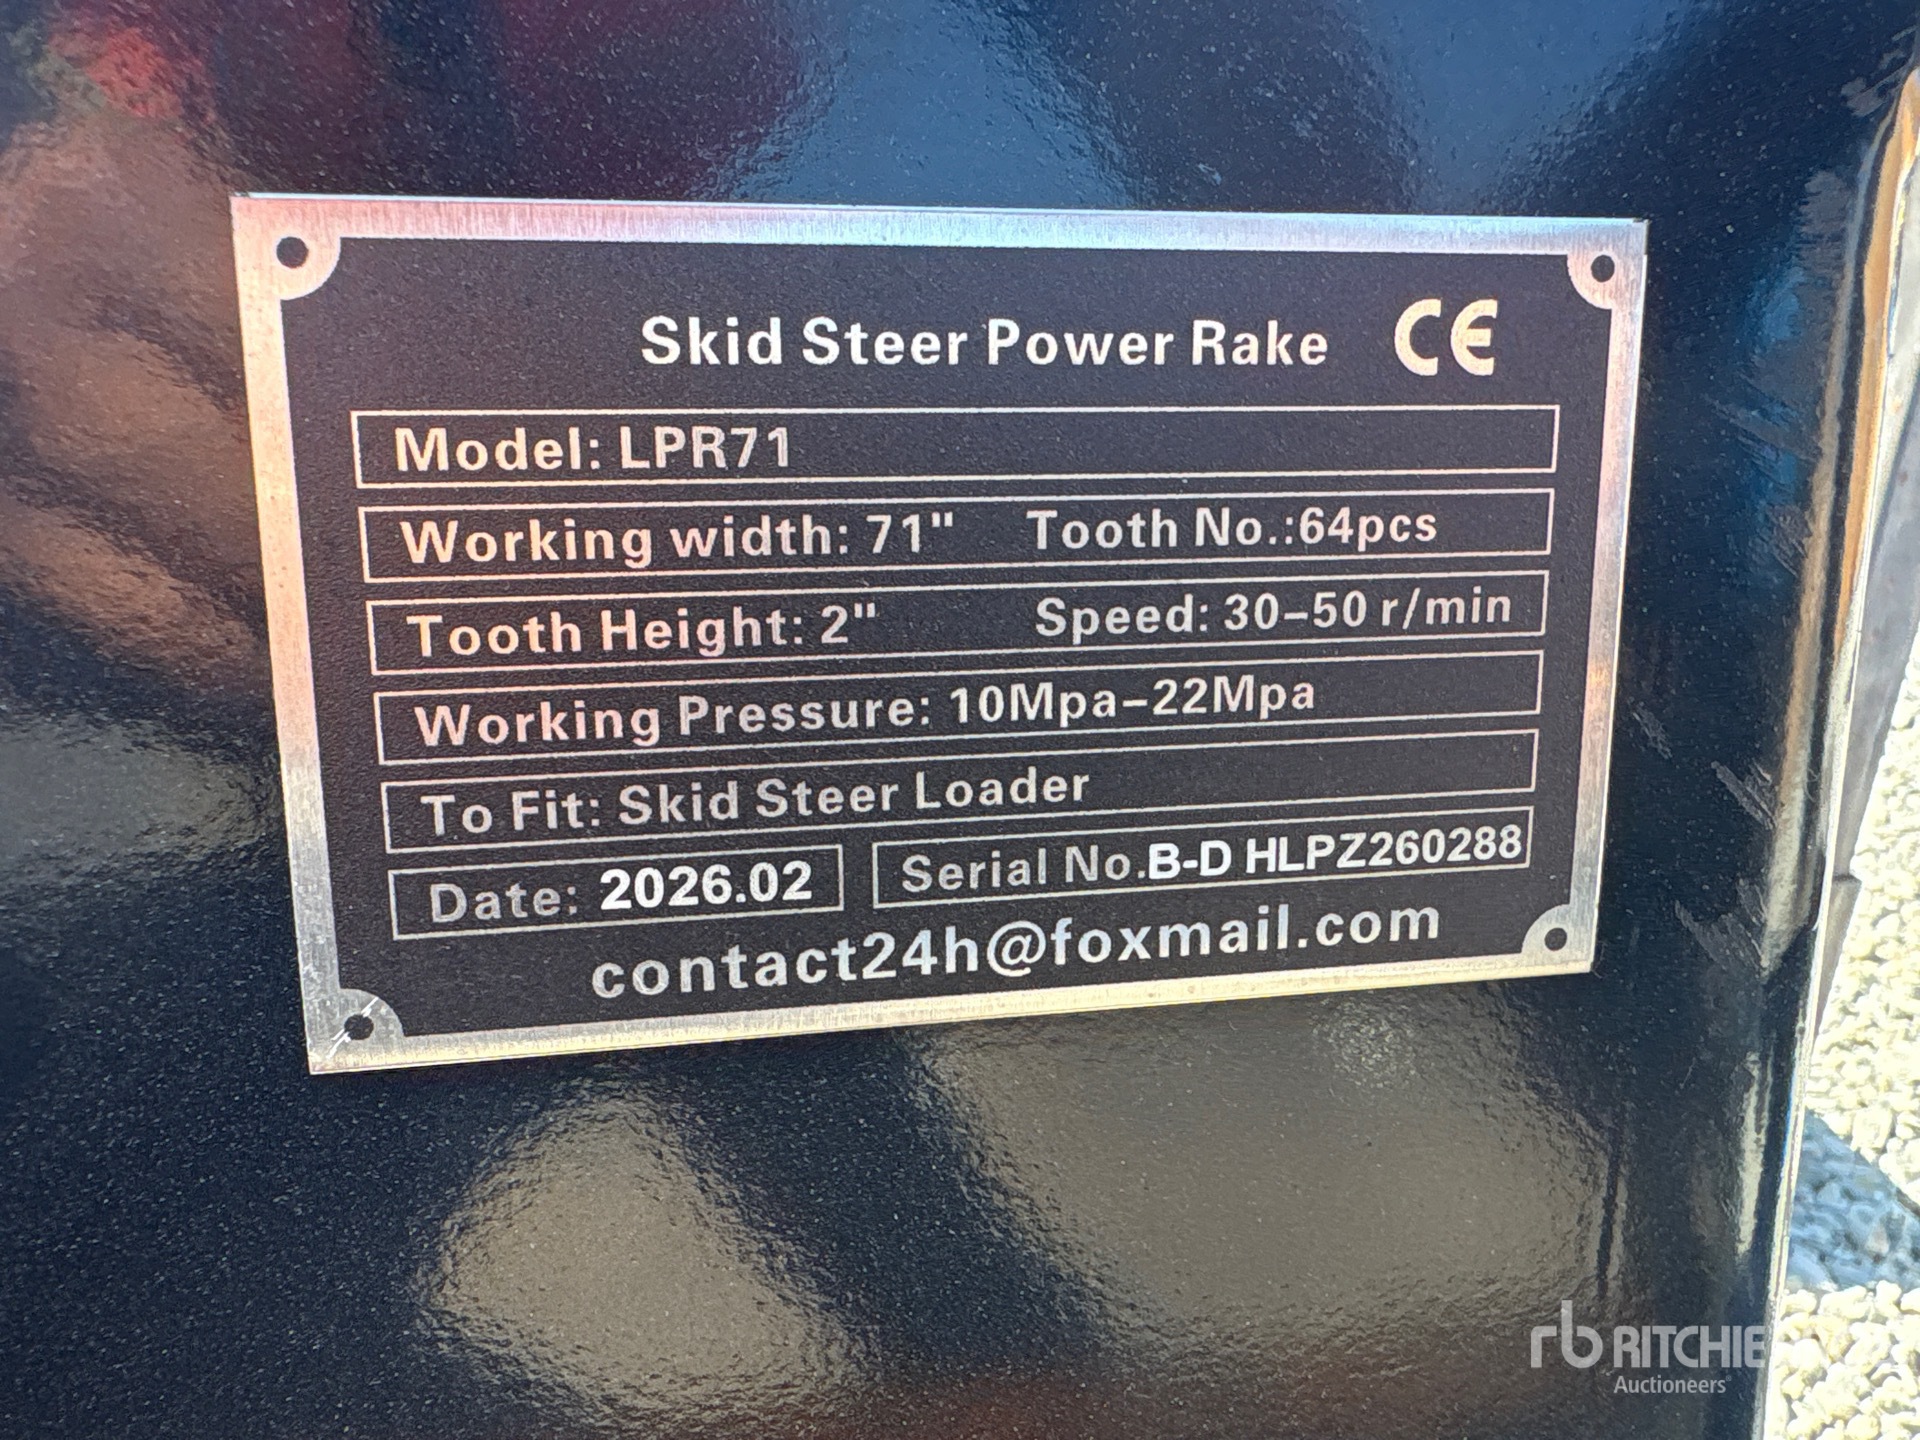 Skid Steer Power Rake CE
Model: LPR71
Working width: 71" Tooth No.:64pcs
Tooth Height: 2" Speed: 30-50 r/min
Working Pressure: 10Mpa-22Mpa
To Fit: Skid Steer Loader
Date: 2026.02 Serial No.B-D HLPZ260288
contact24h@foxmail.com
rb RITCHIE
Auctioneers